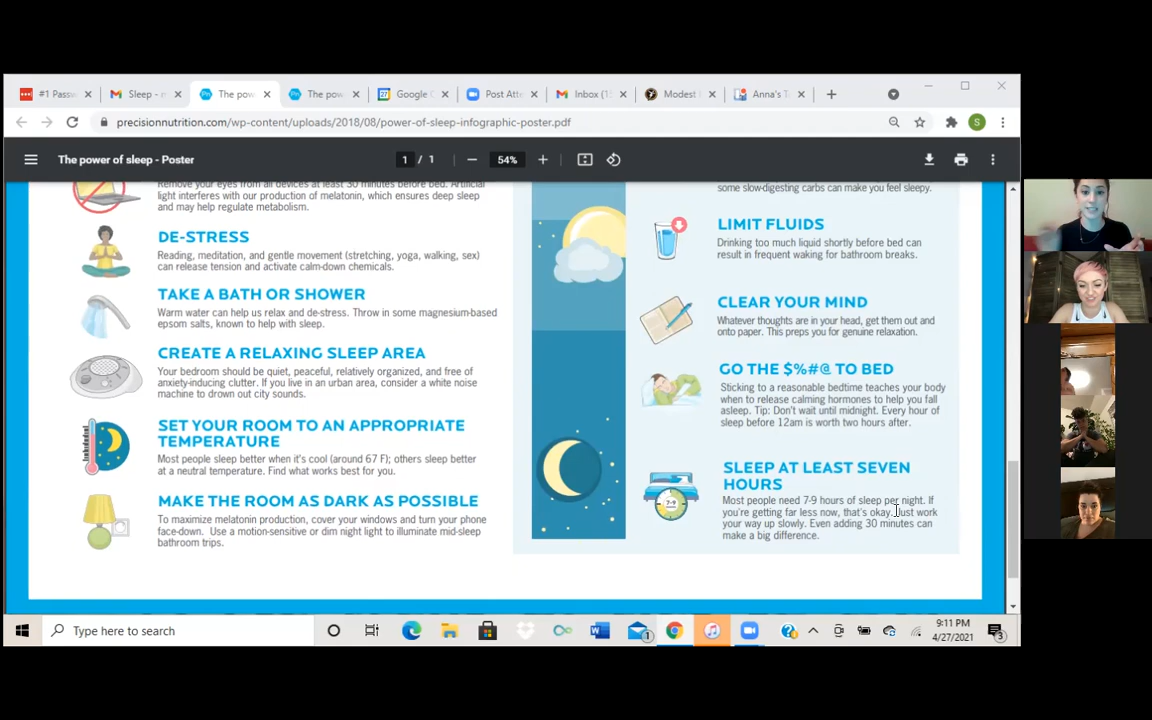 #1 Passw
Sleep - m
The pow
The pow
Google C
Post Atte
Inbox (1
Modest
Anna's T
precisionnutrition.com/wp-content/uploads/2018/08/power-of-sleep-infographic-poster.pdf
S
The power of sleep - Poster
1 / 1
54%
Remove your eyes from all devices at least 30 minutes before bed. Artificial
light interferes with our production of melatonin, which ensures deep sleep
and may help regulate metabolism.
DE-STRESS
Reading, meditation, and gentle movement (stretching, yoga, walking, sex)
can release tension and activate calm-down chemicals.
TAKE A BATH OR SHOWER
Warm water can help us relax and de-stress. Throw in some magnesium-based
epsom salts, known to help with sleep.
CREATE A RELAXING SLEEP AREA
Your bedroom should be quiet, peaceful, relatively organized, and free of
anxiety-inducing clutter. If you live in an urban area, consider a white noise
machine to drown out city sounds.
SET YOUR ROOM TO AN APPROPRIATE
TEMPERATURE
Most people sleep better when it's cool (around 67 F); others sleep better
at a neutral temperature. Find what works best for you.
MAKE THE ROOM AS DARK AS POSSIBLE
To maximize melatonin production, cover your windows and turn your phone
face-down. Use a motion-sensitive or dim night light to illuminate mid-sleep
bathroom trips.
some slow-digesting carbs can make you feel sleepy.
LIMIT FLUIDS
Drinking too much liquid shortly before bed can
result in frequent waking for bathroom breaks.
CLEAR YOUR MIND
Whatever thoughts are in your head, get them out and
onto paper. This preps you for genuine relaxation.
GO THE $%#@ TO BED
Sticking to a reasonable bedtime teaches your body
when to release calming hormones to help you fall
asleep. Tip: Don't wait until midnight. Every hour of
sleep before 12am is worth two hours after.
7-9
SLEEP AT LEAST SEVEN
HOURS
Most people need 7-9 hours of sleep per night. If
you're getting far less now, that's okay. Just work
your way up slowly. Even adding 30 minutes can
make a big difference.
Type here to search
9:11 PM
4/27/2021